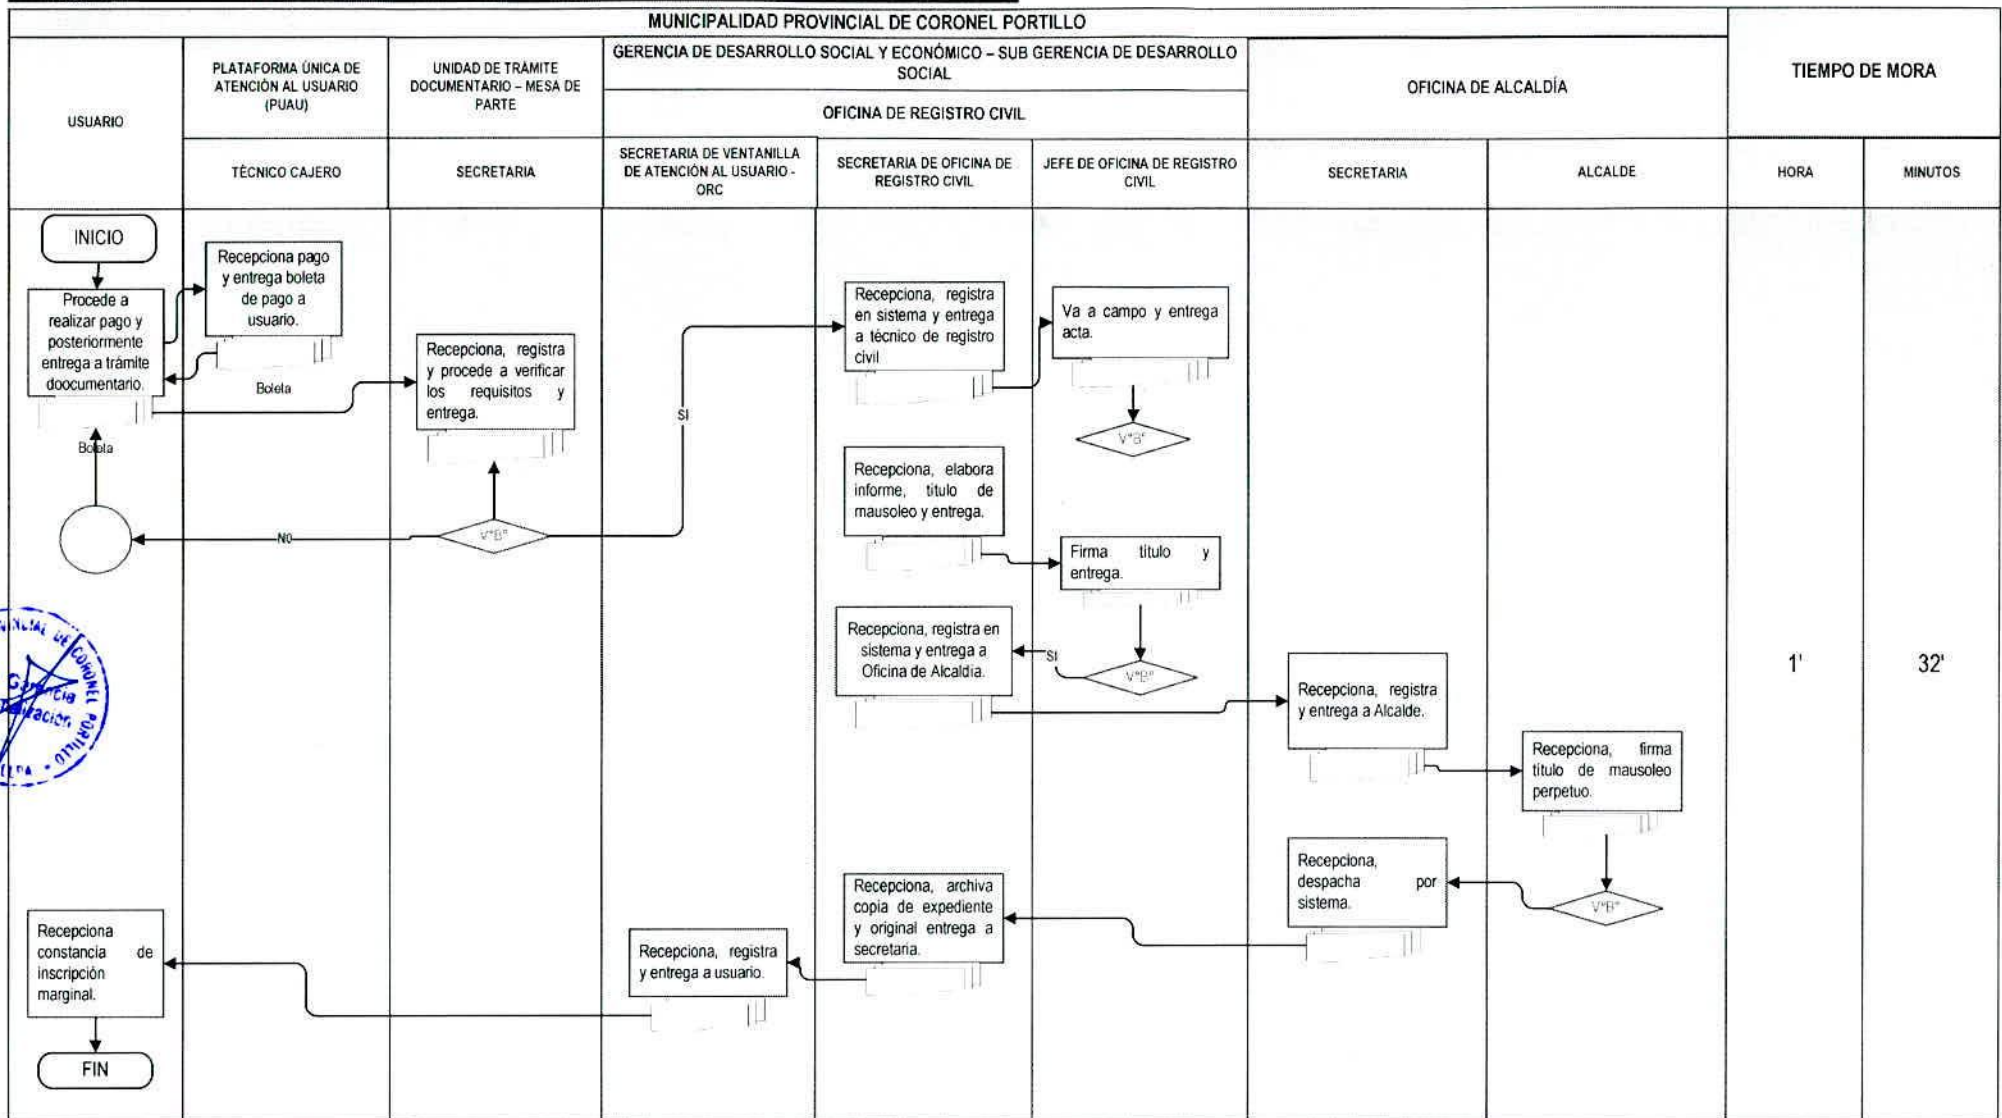 MUNICIPALIDAD PROVINCIAL DE CORONEL PORTILLO
USUARIO
PLATAFORMA ÚNICA DE
ATENCIÓN AL USUARIO
(PUAU)
UNIDAD DE TRÁMITE
DOCUMENTARIO – MESA DE
PARTE
GERENCIA DE DESARROLLO SOCIAL Y ECONÓMICO – SUB GERENCIA DE DESARROLLO
SOCIAL
OFICINA DE REGISTRO CIVIL
OFICINA DE ALCALDÍA
TIEMPO DE MORA
TÉCNICO CAJERO
SECRETARIA
SECRETARIA DE VENTANILLA
DE ATENCIÓN AL USUARIO -
ORC
SECRETARIA DE OFICINA DE
REGISTRO CIVIL
JEFE DE OFICINA DE REGISTRO
CIVIL
SECRETARIA
ALCALDE
HORA
MINUTOS
INICIO
Procede a
realizar pago y
posteriormente
entrega a trámite
doocumentario.
Recepciona pago
y entrega boleta
de pago a
usuario.
Boleta
Boleta
Recepciona, registra
y procede a verificar
los requisitos y
entrega.
V°B°
NO
SI
Recepciona, registra
en sistema y entrega
a técnico de registro
civil
Va a campo y entrega
acta.
V°B°
Recepciona, elabora
informe, titulo de
mausoleo y entrega.
Firma titulo y
entrega.
V°B°
SI
Recepciona, registra en
sistema y entrega a
Oficina de Alcaldia.
Recepciona, registra
y entrega a Alcalde.
Recepciona, firma
titulo de mausoleo
perpetuo.
V°B°
Recepciona,
despacha por
sistema.
Recepciona, archiva
copia de expediente
y original entrega a
secretaria.
Recepciona, registra
y entrega a usuario.
Recepciona
constancia de
inscripción
marginal.
FIN
1'
32'
CORONEL PORTILLO
Gerencia